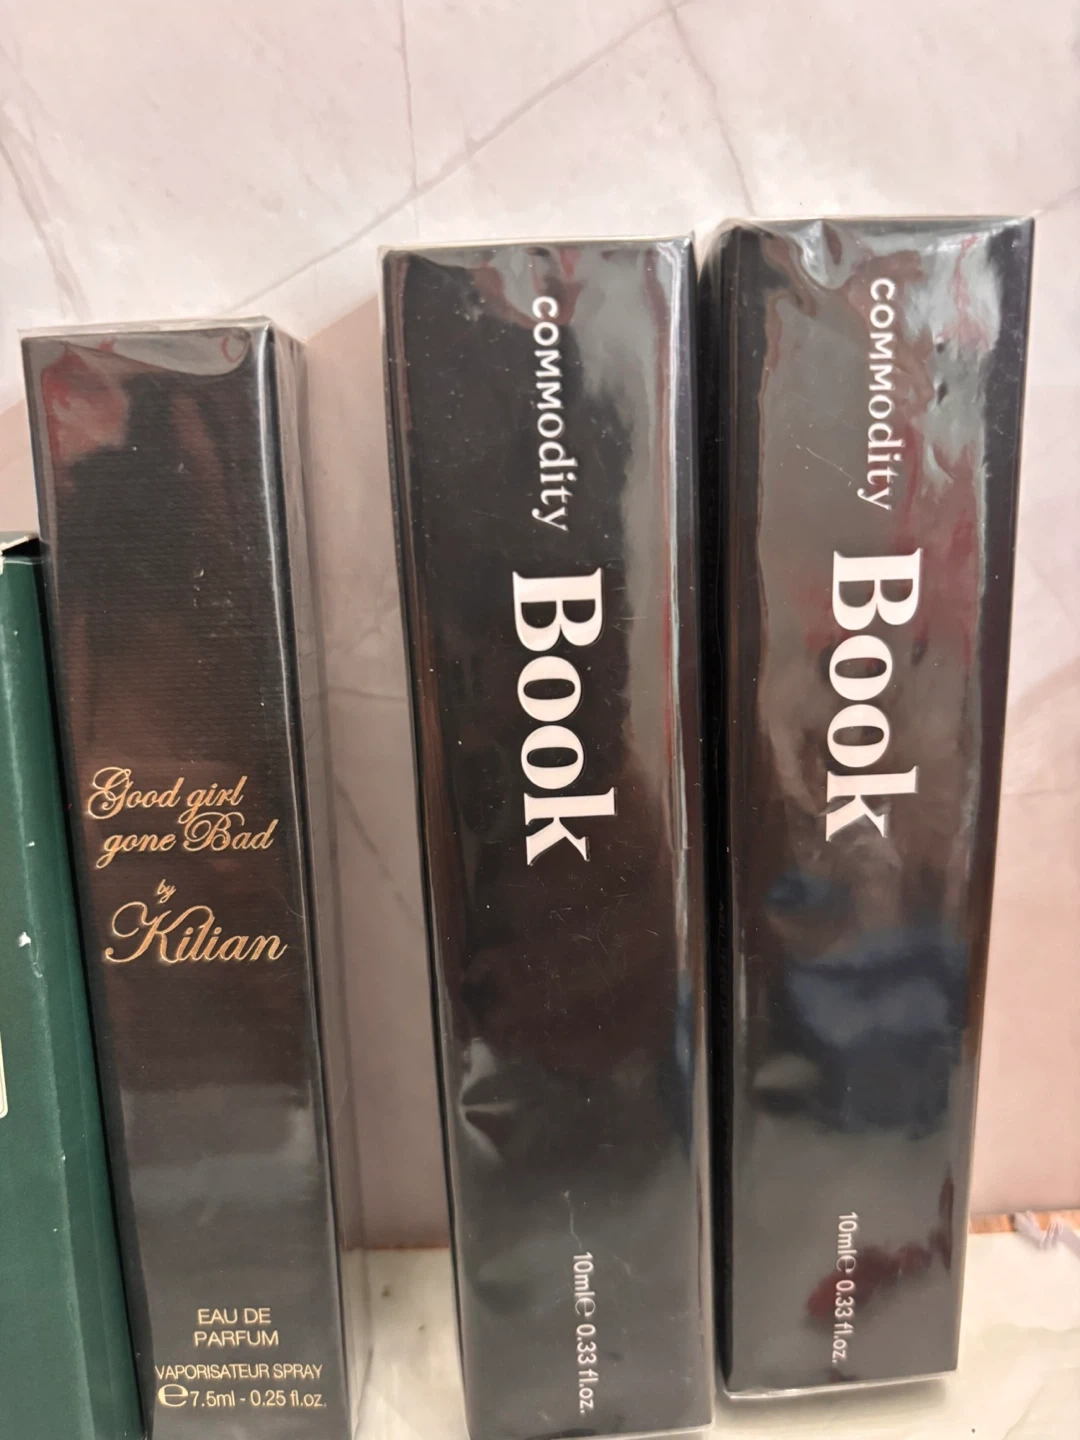 Good girl
gone Bad
by
Kilian
EAU DE
PARFUM
VAPORISATEUR SPRAY
℮7.5ml - 0.25 fl.oz.
commodity Book
10ml℮ 0.33 fl.oz.
commodity Book
10ml℮ 0.33 fl.oz.